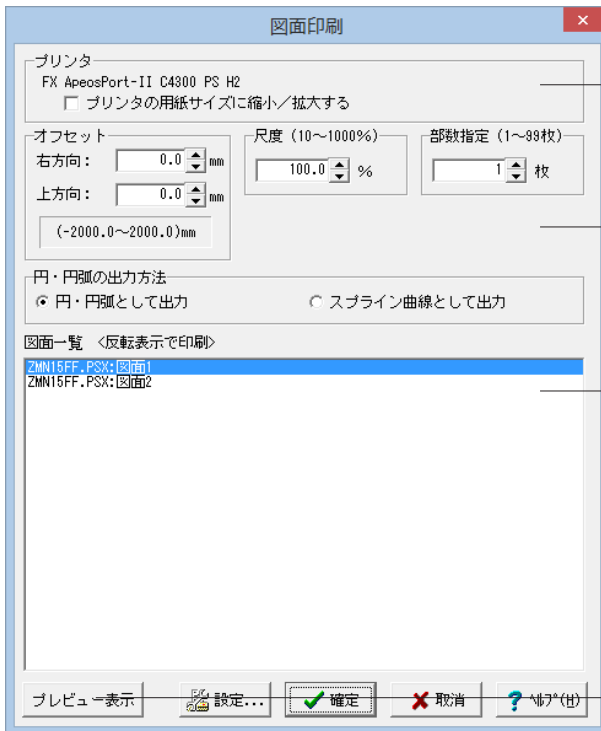 図面印刷
プリンタ
FX ApeosPort-II C4300 PS H2
プリンタの用紙サイズに縮小／拡大する
オフセット
右方向： 0.0 mm
上方向： 0.0 mm
(-2000.0～2000.0)mm
尺度（10～1000%）
100.0 %
部数指定（1～99枚）
1 枚
円・円弧の出力方法
円・円弧として出力
スプライン曲線として出力
図面一覧 〈反転表示で印刷〉
ZMN15FF.PSX:図面1
ZMN15FF.PSX:図面2
プレビュー表示 設定... 確定 取消 ヘルプ(H)